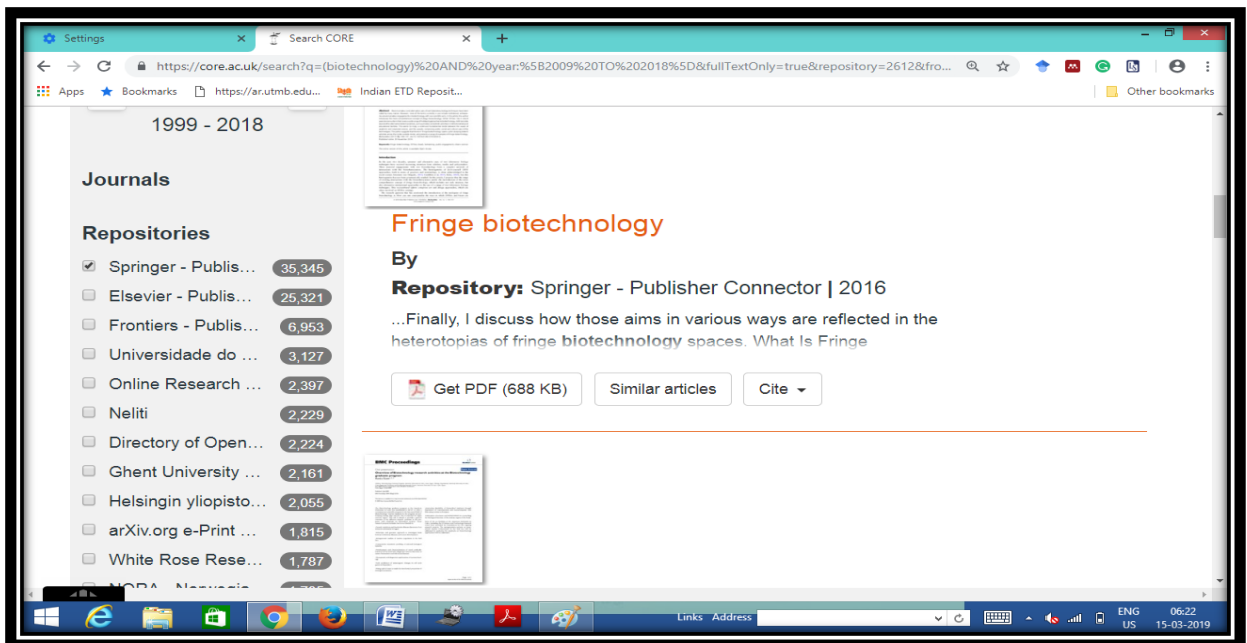 Settings
Search CORE
https://core.ac.uk/search?q=(biotechnology)%20AND%20year:%5B2009%20TO%202018%5D&fullTextOnly=true&repository=2612&fro...
Apps Bookmarks https://ar.utmb.edu... Indian ETD Reposit... Other bookmarks
1999 - 2018
Journals
Repositories
Springer - Publis... 35,345
Elsevier - Publis... 25,321
Frontiers - Publis... 6,953
Universidade do ... 3,127
Online Research ... 2,397
Neliti 2,229
Directory of Open... 2,224
Ghent University ... 2,161
Helsingin yliopisto... 2,055
arXiv.org e-Print ... 1,815
White Rose Rese... 1,787
Fringe biotechnology
By
Repository: Springer - Publisher Connector | 2016
...Finally, I discuss how those aims in various ways are reflected in the
heterotopias of fringe biotechnology spaces. What Is Fringe
Get PDF (688 KB) Similar articles Cite
BMC Proceedings
Links Address
ENG 06:22
US 15-03-2019